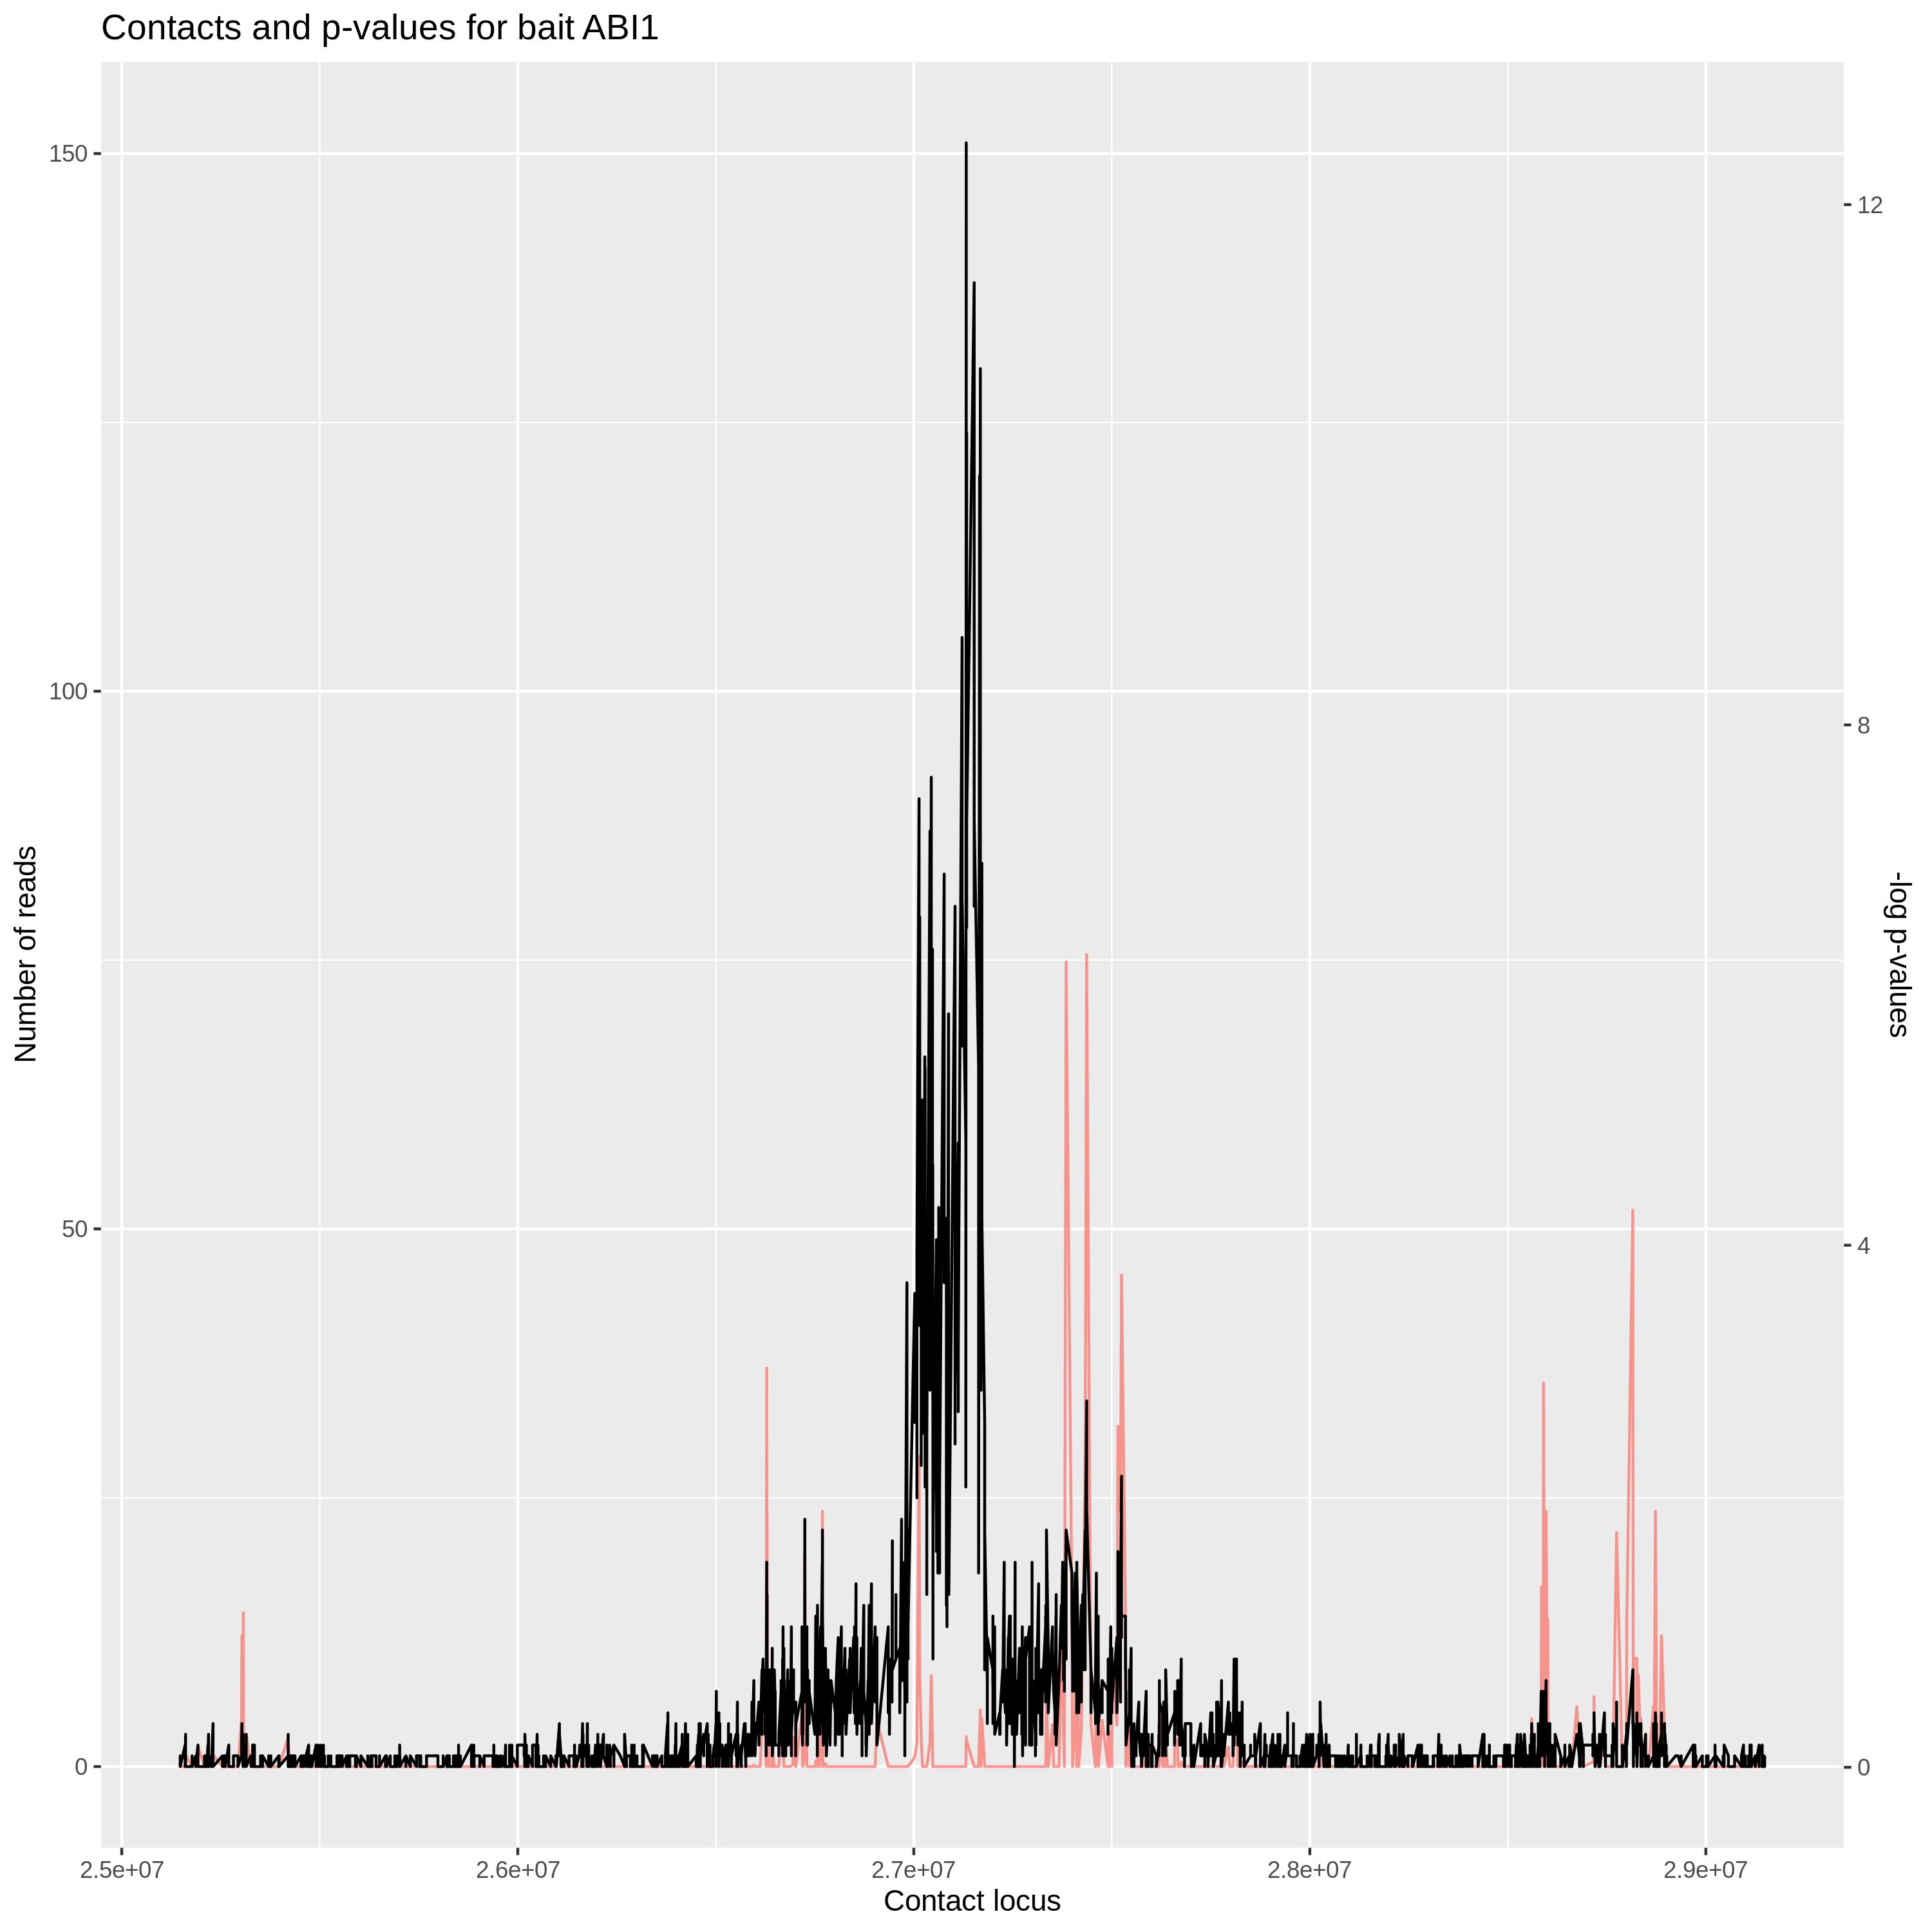 Contacts and p-values for bait ABI1
150
100
50
0
Number of reads
12
8
4
0
-log p-values
2.5e+07
2.6e+07
2.7e+07
2.8e+07
2.9e+07
Contact locus